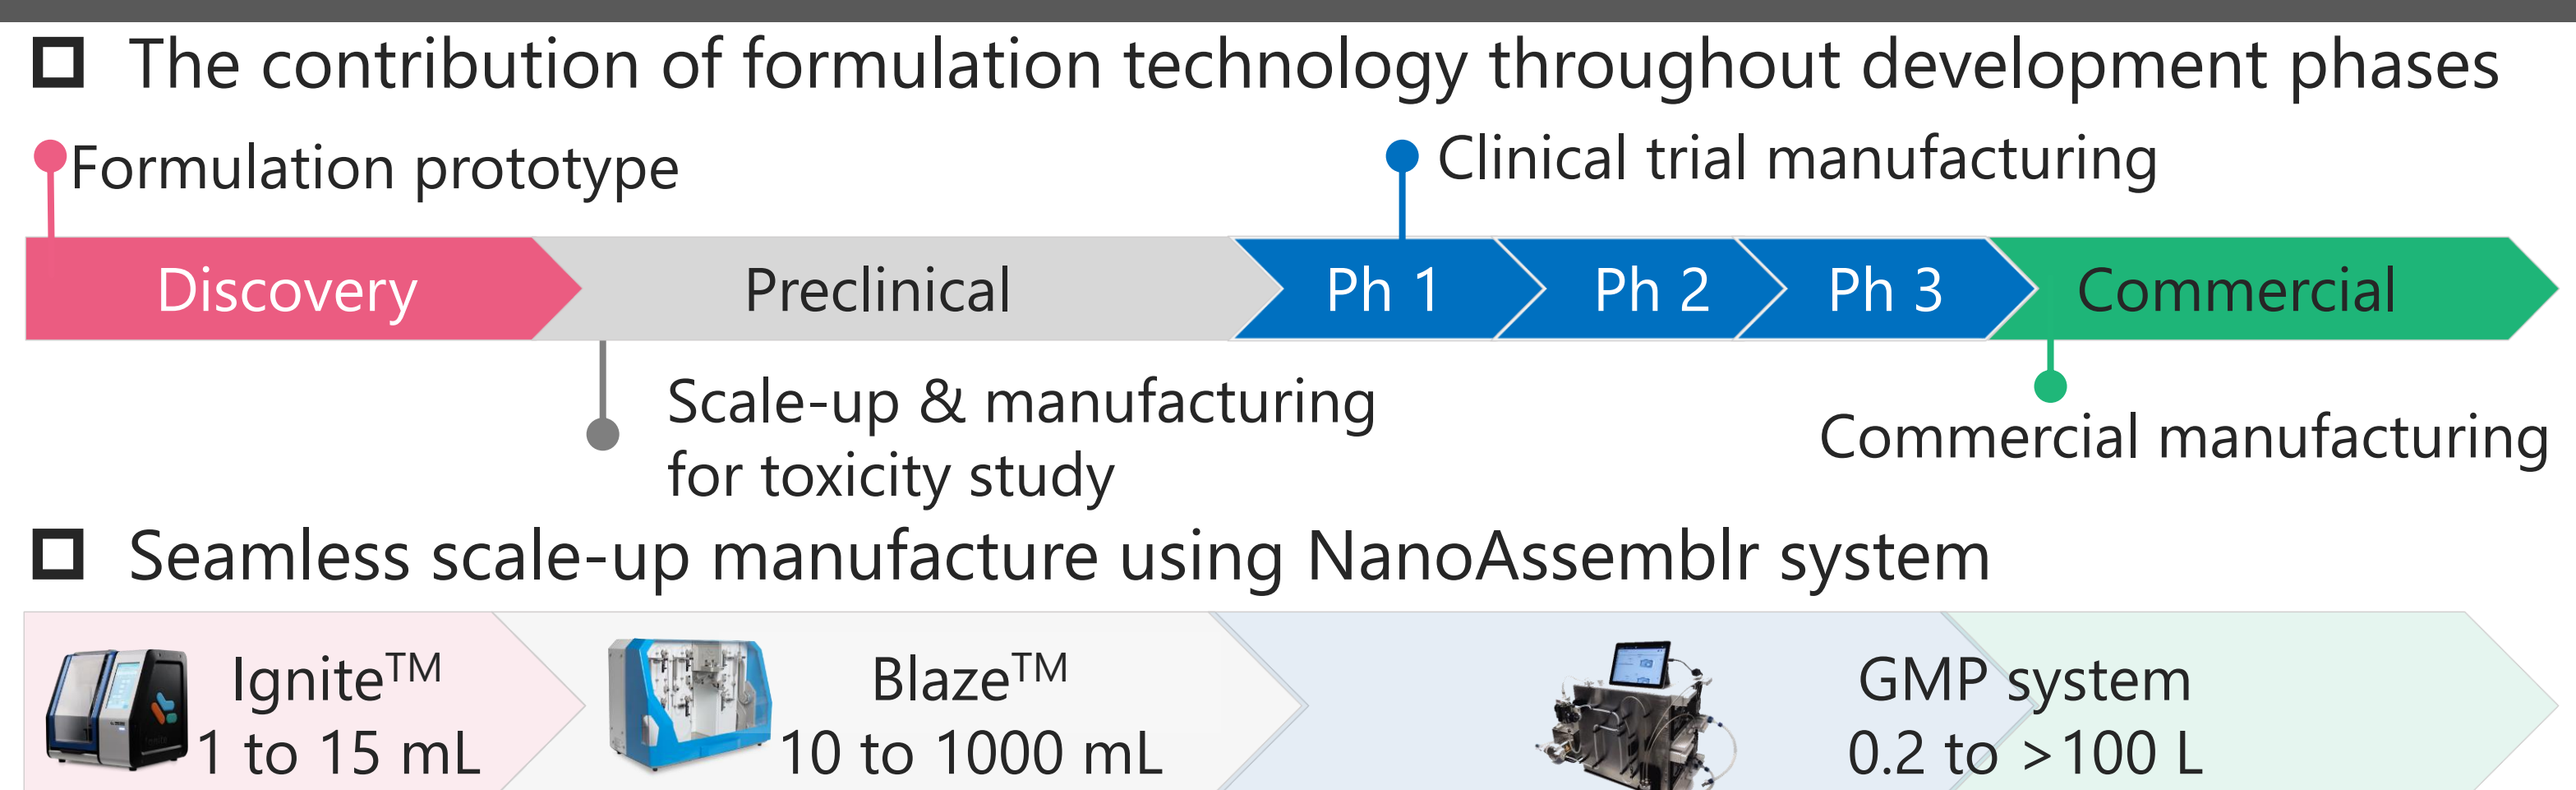 The contribution of formulation technology throughout development phases
Formulation prototype
Clinical trial manufacturing
Discovery
Preclinical
Ph 1
Ph 2
Ph 3
Commercial
Scale-up & manufacturing
for toxicity study
Commercial manufacturing
Seamless scale-up manufacture using NanoAssemblr system
Ignite™
1 to 15 mL
Blaze™
10 to 1000 mL
GMP system
0.2 to >100 L